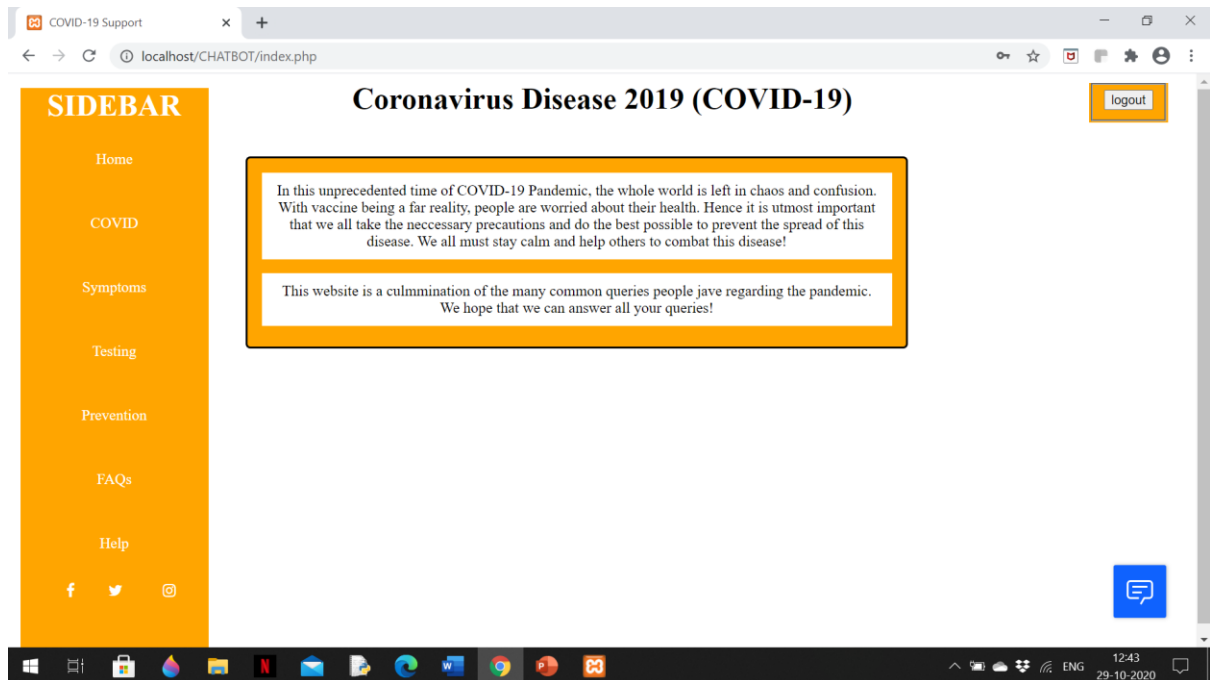 COVID-19 Support
localhost/CHATBOT/index.php
SIDEBAR
Home
COVID
Symptoms
Testing
Prevention
FAQs
Help
Coronavirus Disease 2019 (COVID-19)
logout
In this unprecedented time of COVID-19 Pandemic, the whole world is left in chaos and confusion.
With vaccine being a far reality, people are worried about their health. Hence it is utmost important
that we all take the neccessary precautions and do the best possible to prevent the spread of this
disease. We all must stay calm and help others to combat this disease!
This website is a culmmination of the many common queries people jave regarding the pandemic.
We hope that we can answer all your queries!
ENG
12:43
29-10-2020